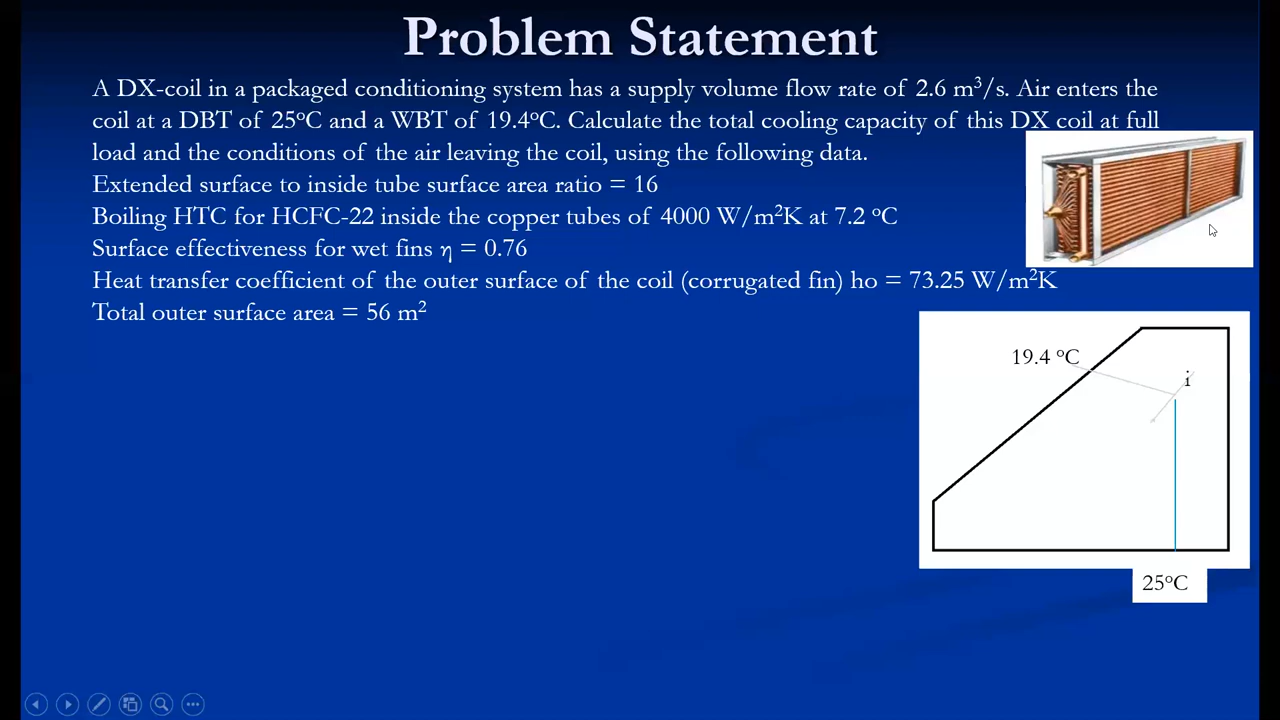 Problem Statement
A DX-coil in a packaged conditioning system has a supply volume flow rate of 2.6 m³/s. Air enters the
coil at a DBT of 25ºC and a WBT of 19.4ºC. Calculate the total cooling capacity of this DX coil at full
load and the conditions of the air leaving the coil, using the following data.
Extended surface to inside tube surface area ratio = 16
Boiling HTC for HCFC-22 inside the copper tubes of 4000 W/m²K at 7.2 ºC
Surface effectiveness for wet fins η = 0.76
Heat transfer coefficient of the outer surface of the coil (corrugated fin) ho = 73.25 W/m²K
Total outer surface area = 56 m²
19.4 ºC
i
25ºC